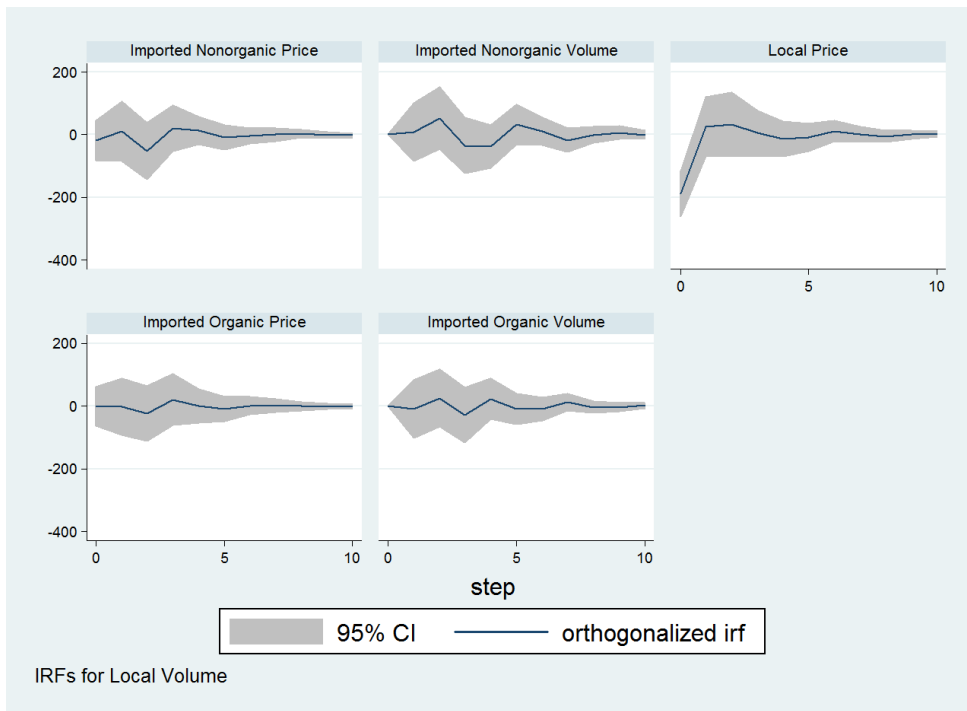 Imported Nonorganic Price
Imported Nonorganic Volume
Local Price
200
0
-200
-400
0
5
10
Imported Organic Price
Imported Organic Volume
200
0
-200
-400
0
5
10
0
5
10
step
95% CI
orthogonalized irf
IRFs for Local Volume